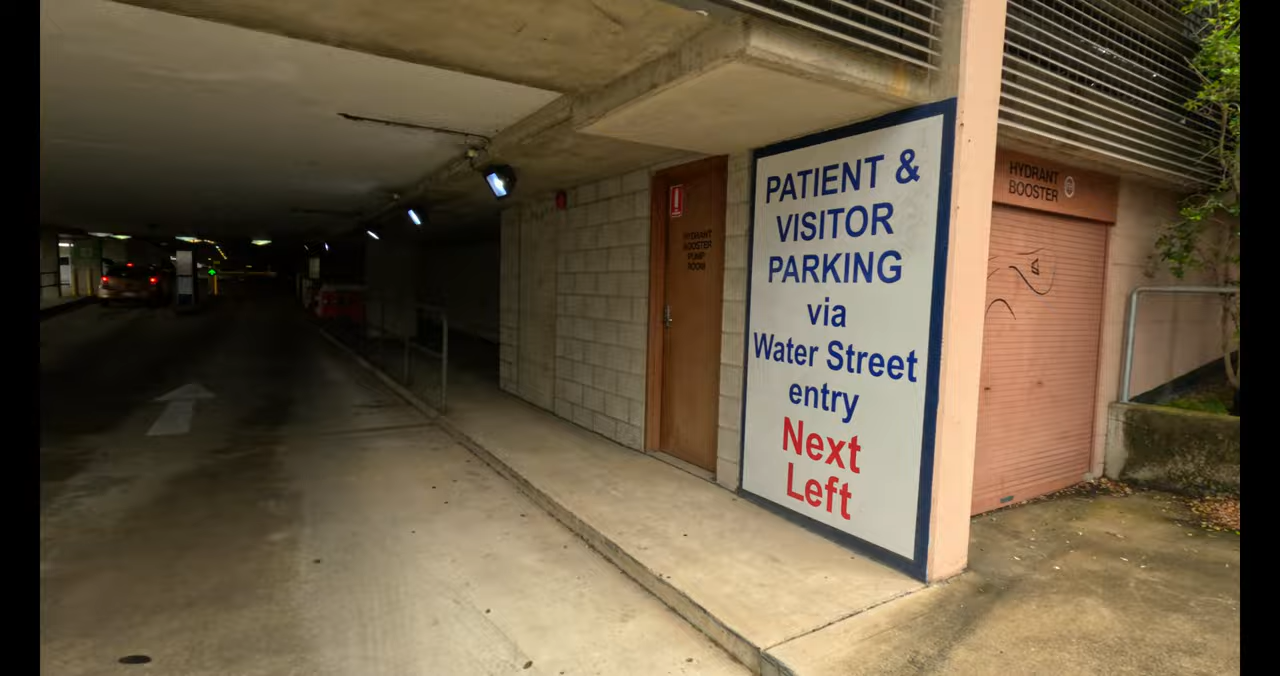 HYDRANT
BOOSTER
PUMP
ROOM
PATIENT &
VISITOR
PARKING
via
Water Street
entry
Next
Left
HYDRANT
BOOSTER